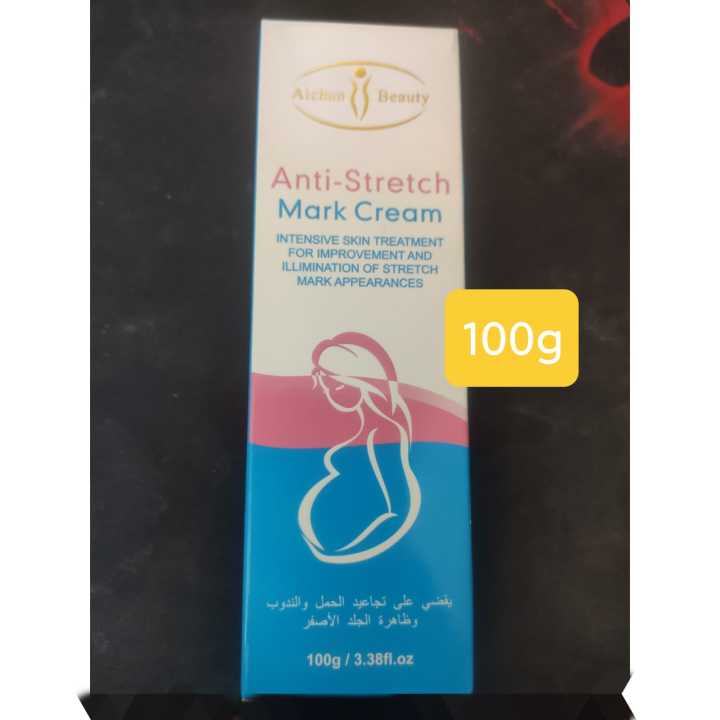 Aichun Beauty
Anti-Stretch
Mark Cream
INTENSIVE SKIN TREATMENT
FOR IMPROVEMENT AND
ILLIMINATION OF STRETCH
MARK APPEARANCES
100g
يقضي على تجاعيد الحمل والندوب
وظاهرة الجلد الأصفر
100g / 3.38fl.oz